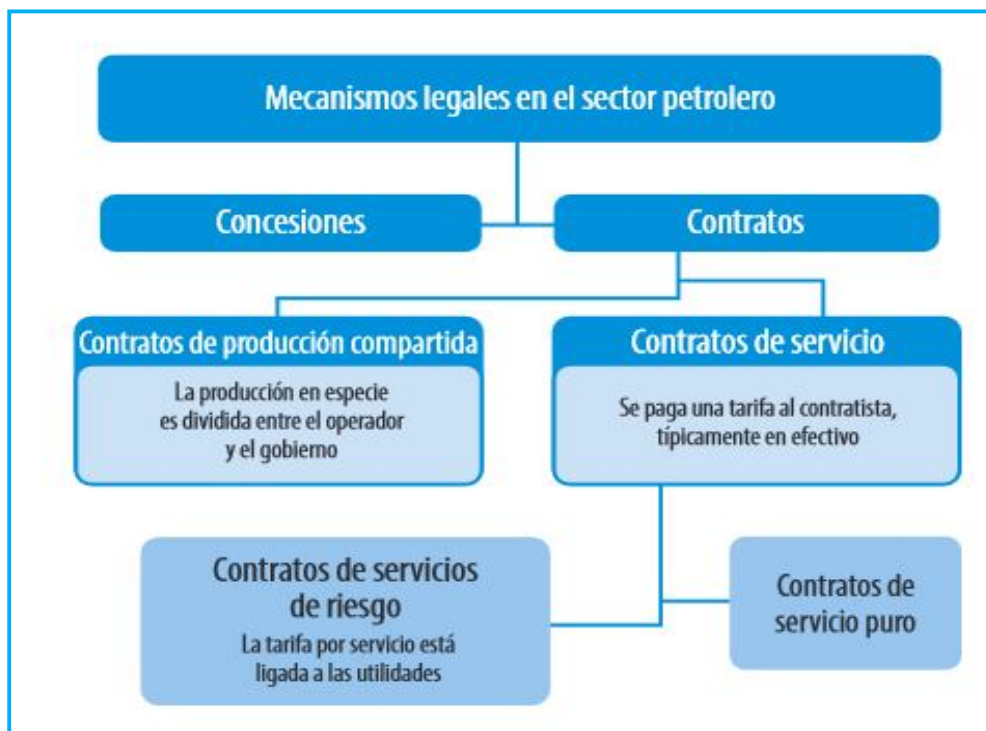 Mecanismos legales en el sector petrolero
Concesiones
Contratos
Contratos de producción compartida
La producción en especie
es dividida entre el operador
y el gobierno
Contratos de servicio
Se paga una tarifa al contratista,
típicamente en efectivo
Contratos de servicios
de riesgo
La tarifa por servicio está
ligada a las utilidades
Contratos de
servicio puro